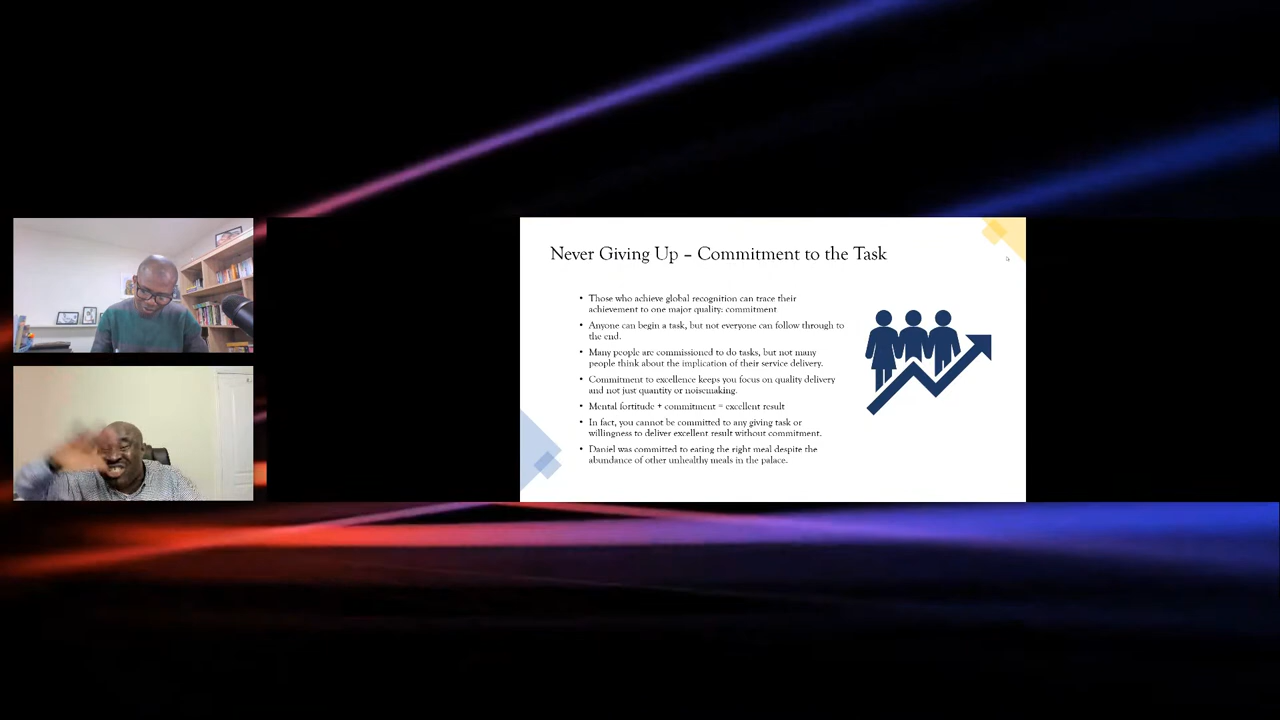 Never Giving Up – Commitment to the Task
• Those who achieve global recognition can trace their
achievement to one major quality: commitment
• Anyone can begin a task, but not everyone can follow through to
the end.
• Many people are commissioned to do tasks, but not many
people think about the implication of their service delivery.
• Commitment to excellence keeps you focus on quality delivery
and not just quantity or noisemaking.
• Mental fortitude + commitment = excellent result
• In fact, you cannot be committed to any giving task or
willingness to deliver excellent result without commitment.
• Daniel was committed to eating the right meal despite the
abundance of other unhealthy meals in the palace.